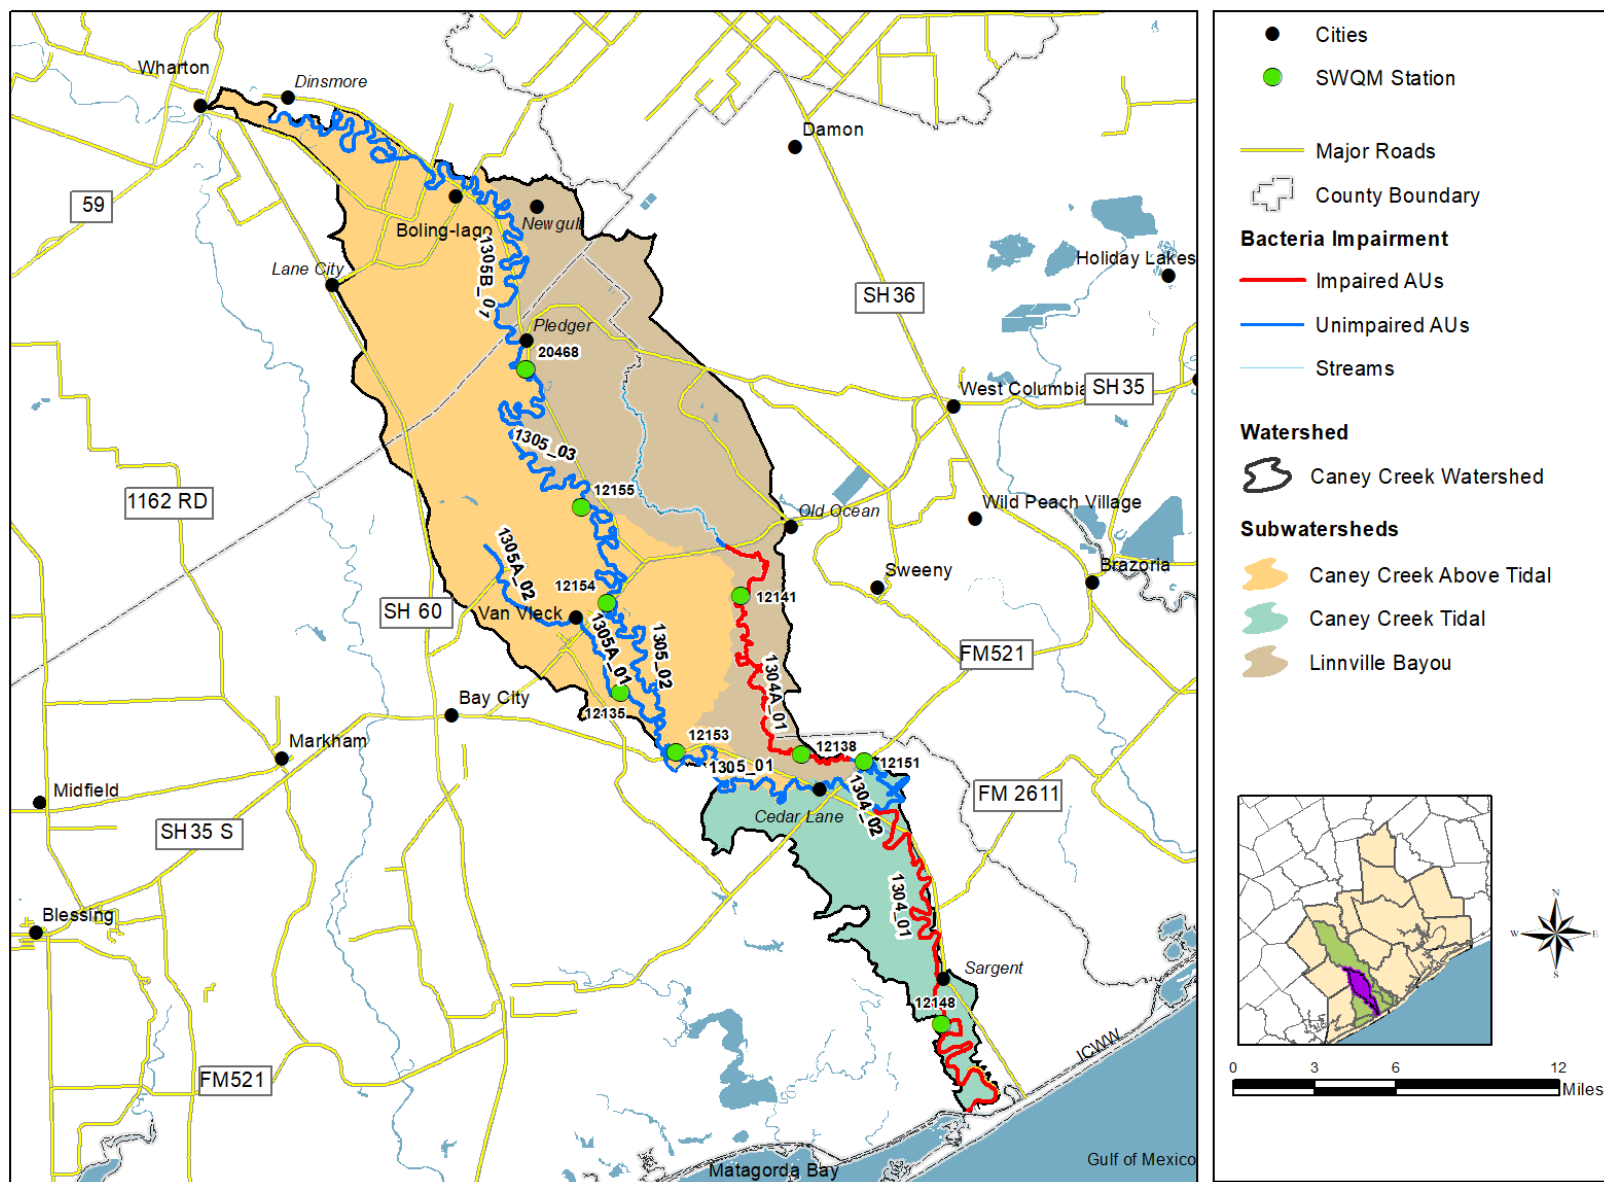 Wharton
Dinsmore
Damon
59
Boling-Iago
Newgulf
Lane City
1305B_01
Holiday Lakes
SH 36
Pledger
20468
West Columbia
SH 35
1305_03
12155
1162 RD
Old Ocean
Wild Peach Village
1305A_02
12154
Van Vleck
SH 60
12141
Sweeny
Brazoria
1305A_01
1305_02
FM521
1304A_01
Bay City
12135
Markham
12153
12138
12151
1305_01
Midfield
Cedar Lane
1304_02
FM 2611
SH 35 S
1304_01
Blessing
Sargent
12148
ICWW
FM521
Matagorda Bay
Gulf of Mexico
Cities
SWQM Station
Major Roads
County Boundary
Bacteria Impairment
Impaired AUs
Unimpaired AUs
Streams
Watershed
Caney Creek Watershed
Subwatersheds
Caney Creek Above Tidal
Caney Creek Tidal
Linnville Bayou
N
W E
S
0 3 6 12
Miles